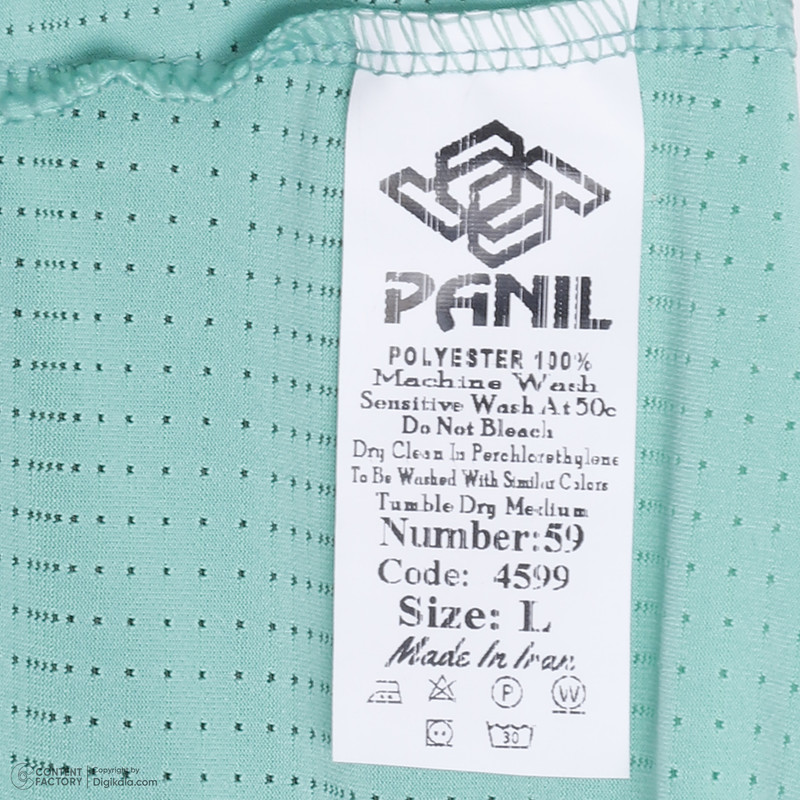 PANIL
POLYESTER 100%
Machine Wash
Sensitive Wash At 50c
Do Not Bleach
Dry Clean In Perchlorethylene
To Be Washed With Similar Colors
Tumble Dry Medium
Number:59
Code: 4599
Size: L
Made In Iran
P W
30
CONTENT FACTORY
Copyright by
Digikala.com